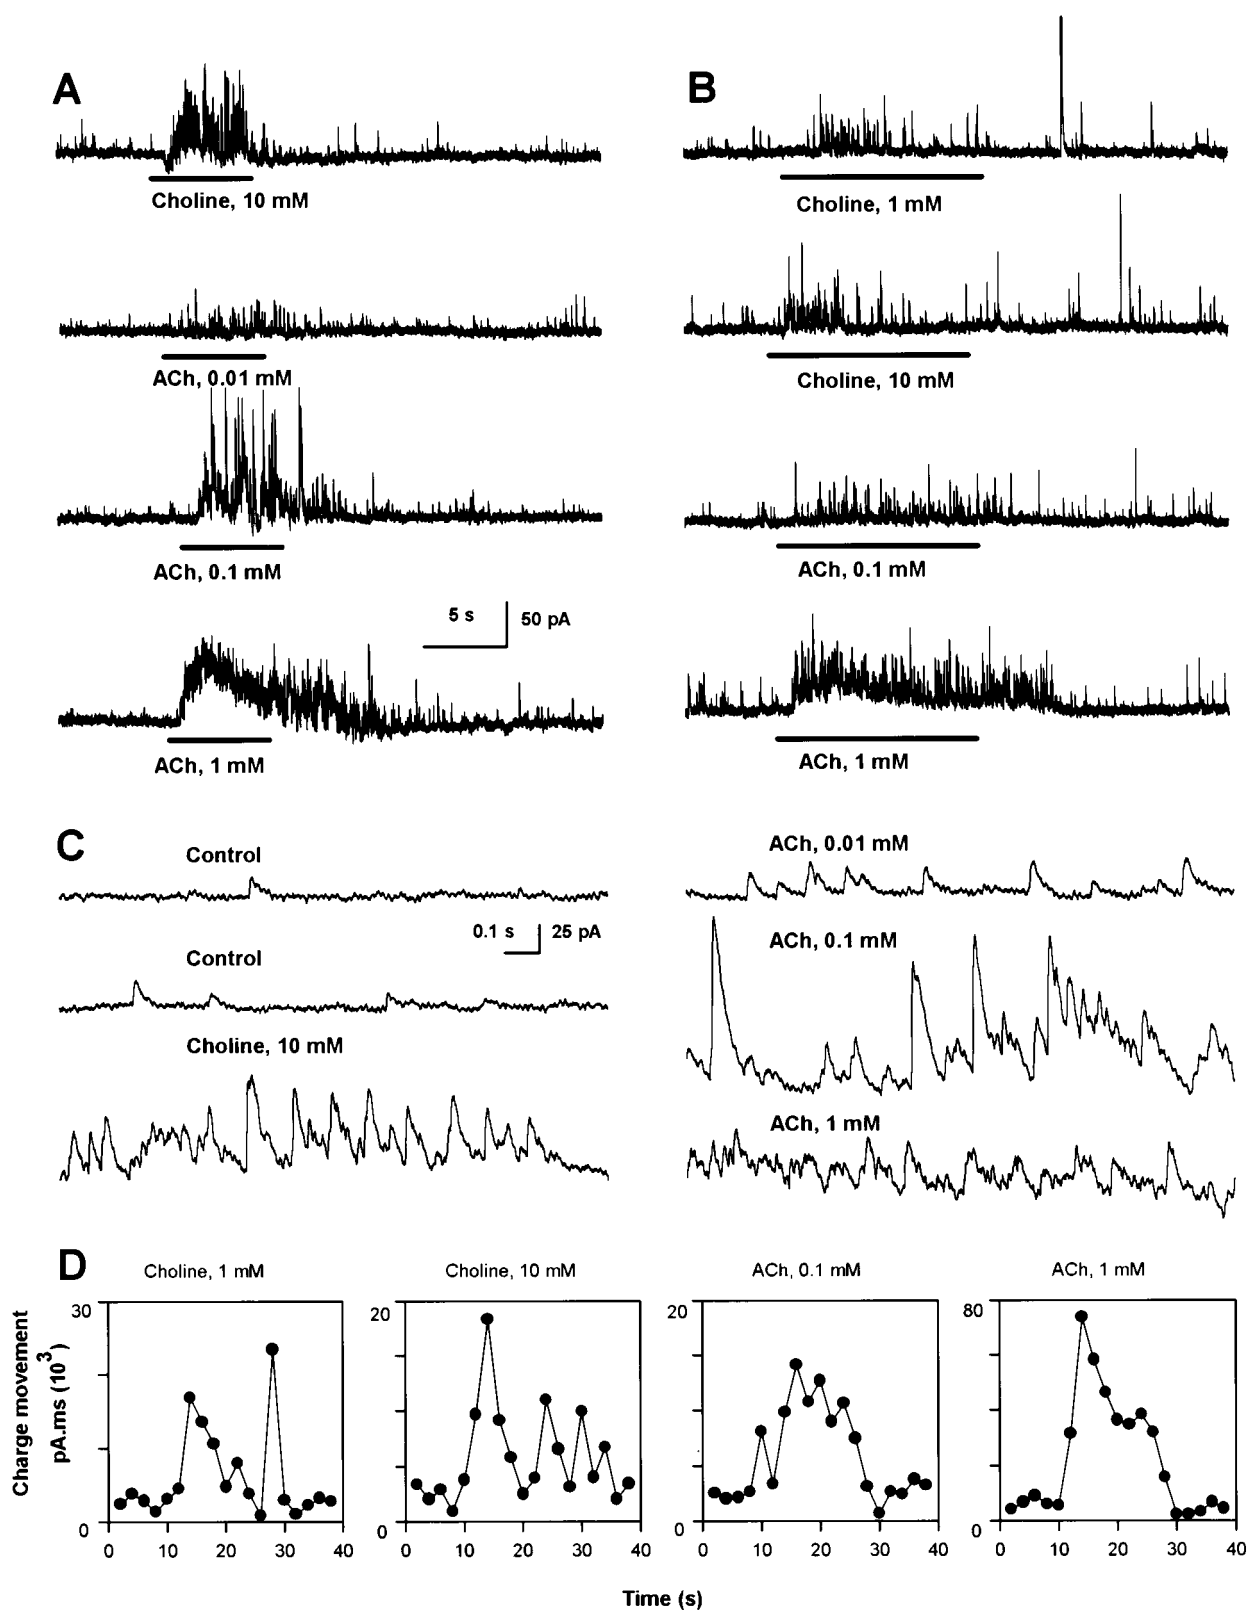 A
B
Choline, 10 mM
Choline, 1 mM
ACh, 0.01 mM
Choline, 10 mM
ACh, 0.1 mM
ACh, 0.1 mM
5 s
50 pA
ACh, 1 mM
ACh, 1 mM
C
Control
ACh, 0.01 mM
0.1 s
25 pA
Control
ACh, 0.1 mM
Choline, 10 mM
ACh, 1 mM
D
Choline, 1 mM
Choline, 10 mM
ACh, 0.1 mM
ACh, 1 mM
Charge movement
pA.ms (10³)
30
0
20
0
20
0
80
0
0 10 20 30 40
0 10 20 30 40
0 10 20 30 40
0 10 20 30 40
Time (s)